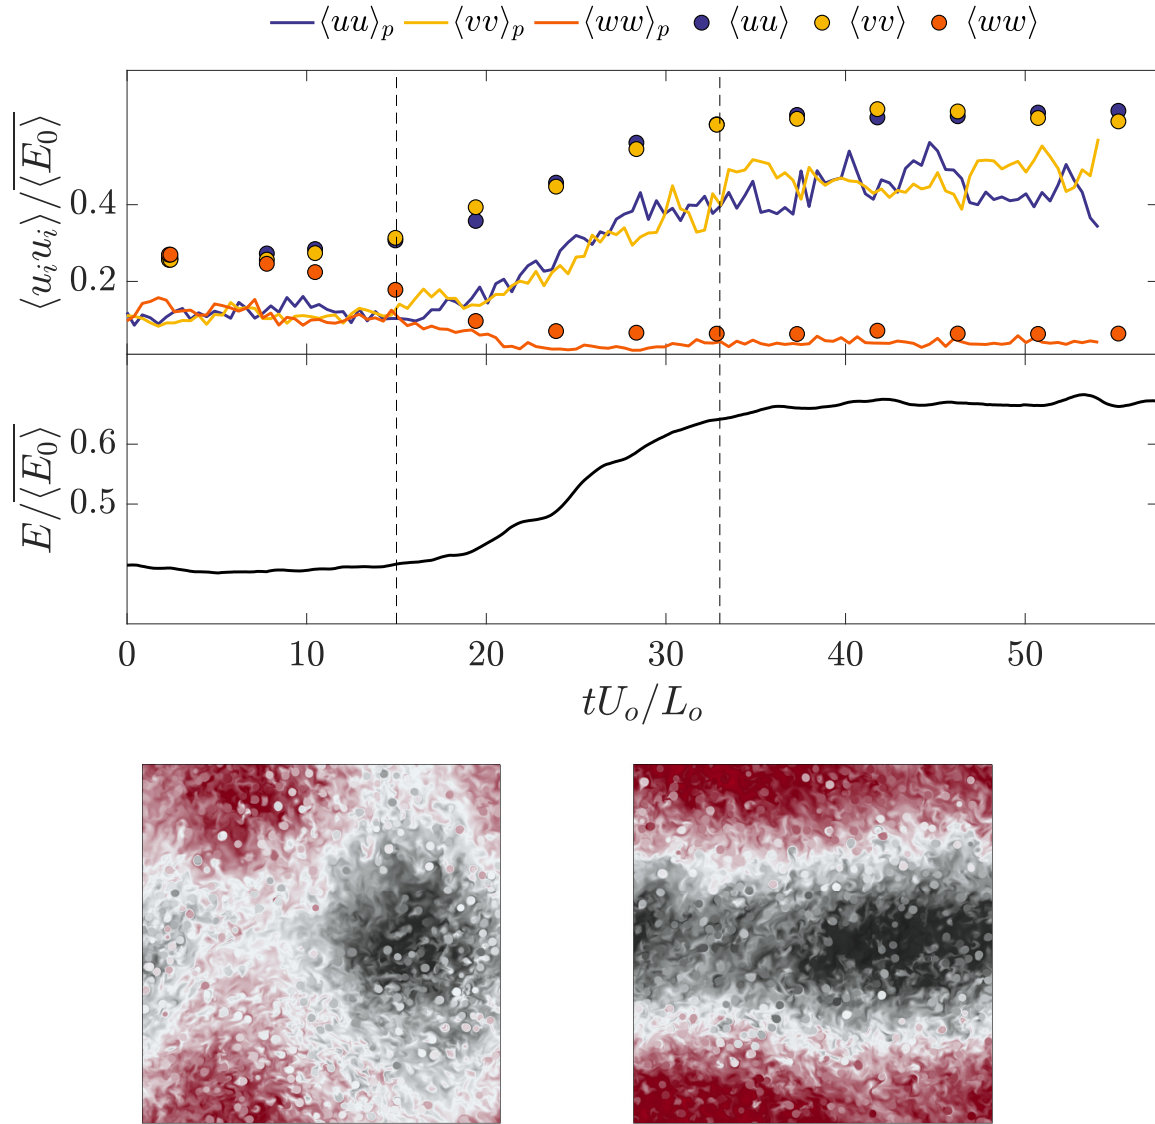 ⟨uu⟩p ⟨vv⟩p ⟨ww⟩p ⟨uu⟩ ⟨vv⟩ ⟨ww⟩
⟨uᵢuᵢ⟩/⟨E₀⟩
0.4
0.2
E/⟨E₀⟩
0.6
0.5
0 10 20 30 40 50
tUₒ/Lₒ